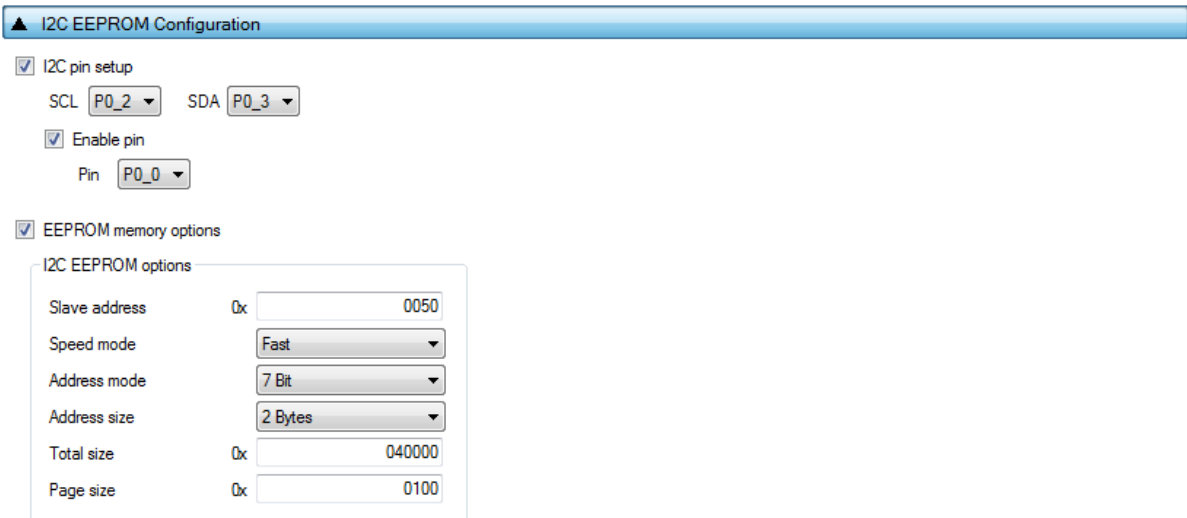 I2C EEPROM Configuration
I2C pin setup
SCL P0_2 SDA P0_3
Enable pin
Pin P0_0
EEPROM memory options
I2C EEPROM options
Slave address 0x 0050
Speed mode Fast
Address mode 7 Bit
Address size 2 Bytes
Total size 0x 040000
Page size 0x 0100